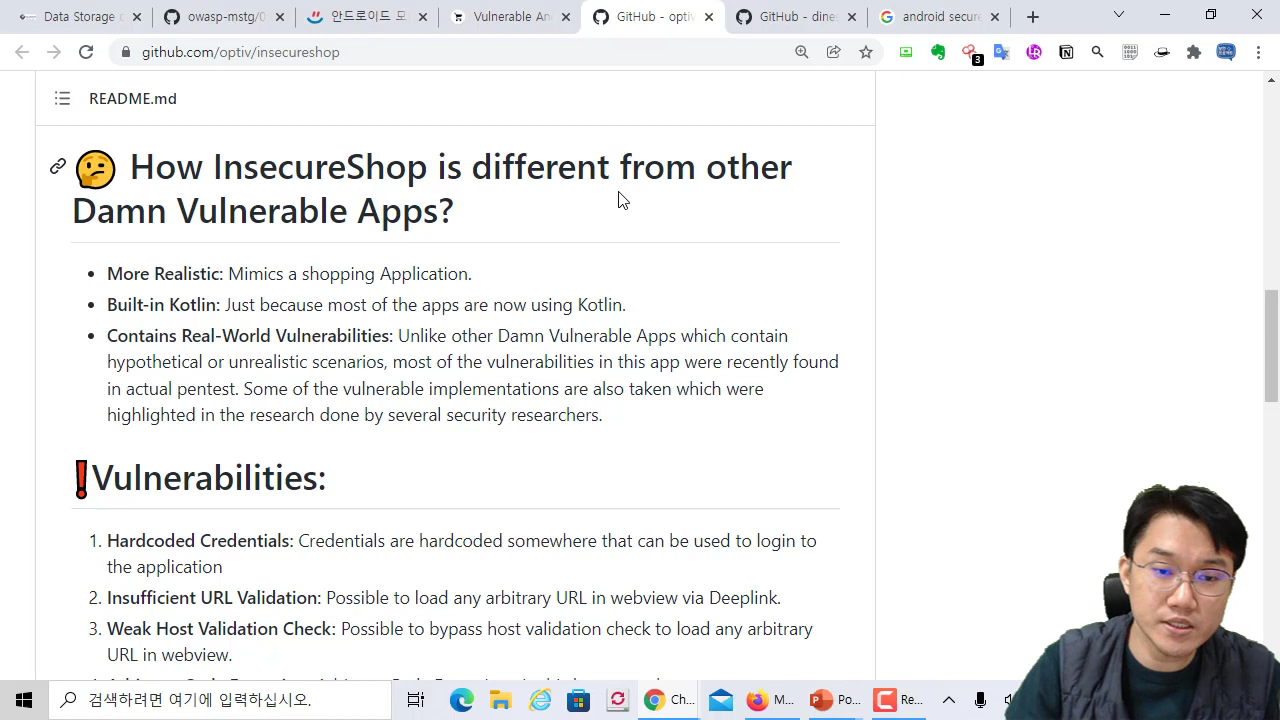 Data Storage c
owasp-mstg/0
안드로이드 모
Vulnerable An
GitHub - optiv
GitHub - dines
android secure
github.com/optiv/insecureshop
3
README.md
How InsecureShop is different from other
Damn Vulnerable Apps?
• More Realistic: Mimics a shopping Application.
• Built-in Kotlin: Just because most of the apps are now using Kotlin.
• Contains Real-World Vulnerabilities: Unlike other Damn Vulnerable Apps which contain
hypothetical or unrealistic scenarios, most of the vulnerabilities in this app were recently found
in actual pentest. Some of the vulnerable implementations are also taken which were
highlighted in the research done by several security researchers.
❗Vulnerabilities:
1. Hardcoded Credentials: Credentials are hardcoded somewhere that can be used to login to
the application
2. Insufficient URL Validation: Possible to load any arbitrary URL in webview via Deeplink.
3. Weak Host Validation Check: Possible to bypass host validation check to load any arbitrary
URL in webview.
검색하려면 여기에 입력하십시오.
Ch...
M...
Po...
Re...